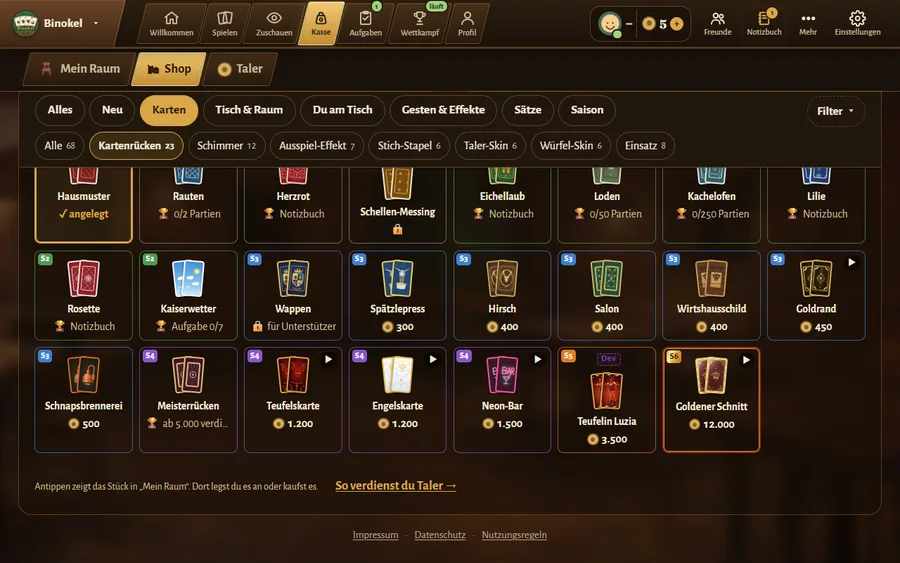 Binokel
Willkommen
Spielen
Zuschauen
Kasse
1
Aufgaben
läuft
Wettkampf
Profil
–
5
+
Freunde
1
Notizbuch
Mehr
Einstellungen
Mein Raum
Shop
Taler
Alles
Neu
Karten
Tisch & Raum
Du am Tisch
Gesten & Effekte
Sätze
Saison
Filter
Alle 68
Kartenrücken 23
Schimmer 12
Ausspiel-Effekt 7
Stich-Stapel 6
Taler-Skin 6
Würfel-Skin 6
Einsatz 8
Hausmuster
✓ angelegt
Rauten
0/2 Partien
Herzrot
Notizbuch
Schellen-Messing
Eichellaub
Notizbuch
Loden
0/50 Partien
Kachelofen
0/250 Partien
Lilie
Notizbuch
S2
Rosette
Notizbuch
S2
Kaiserwetter
Aufgabe 0/7
S3
Wappen
für Unterstützer
S3
Spätzlepress
300
S3
Hirsch
400
S3
Salon
400
S3
Wirtshausschild
400
S3
Goldrand
450
S3
Schnapsbrennerei
500
S4
Meisterrücken
ab 5.000 verdi...
S4
Teufelskarte
1.200
S4
Engelskarte
1.200
S4
BAR
Neon-Bar
1.500
S5
Dev
Teufelin Luzia
3.500
S6
Goldener Schnitt
12.000
Antippen zeigt das Stück in „Mein Raum“. Dort legst du es an oder kaufst es.
So verdienst du Taler →
Impressum · Datenschutz · Nutzungsregeln